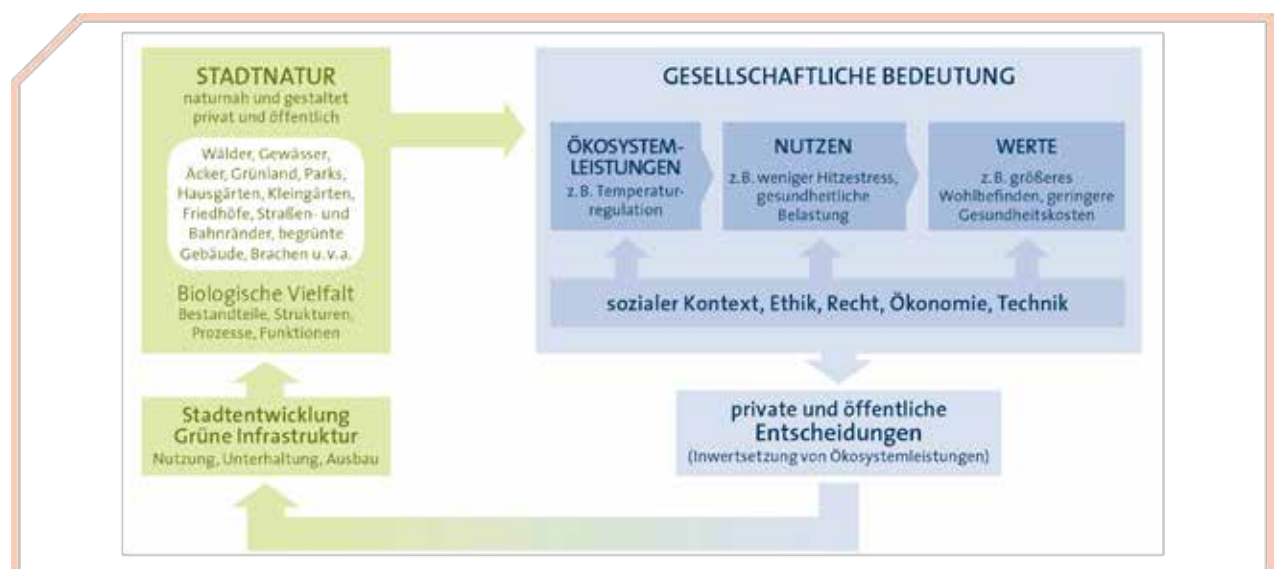 STADTNATUR
naturnah und gestaltet
privat und öffentlich
Wälder, Gewässer,
Äcker, Grünland, Parks,
Hausgärten, Kleingärten,
Friedhöfe, Straßen- und
Bahnränder, begrünte
Gebäude, Brachen u.v.a.
Biologische Vielfalt
Bestandteile, Strukturen,
Prozesse, Funktionen
Stadtentwicklung
Grüne Infrastruktur
Nutzung, Unterhaltung, Ausbau
GESELLSCHAFTLICHE BEDEUTUNG
ÖKOSYSTEM-
LEISTUNGEN
z.B. Temperatur-
regulation
NUTZEN
z.B. weniger Hitzestress,
gesundheitliche
Belastung
WERTE
z.B. größeres
Wohlbefinden, geringere
Gesundheitskosten
sozialer Kontext, Ethik, Recht, Ökonomie, Technik
private und öffentliche
Entscheidungen
(Inwertsetzung von Ökosystemleistungen)